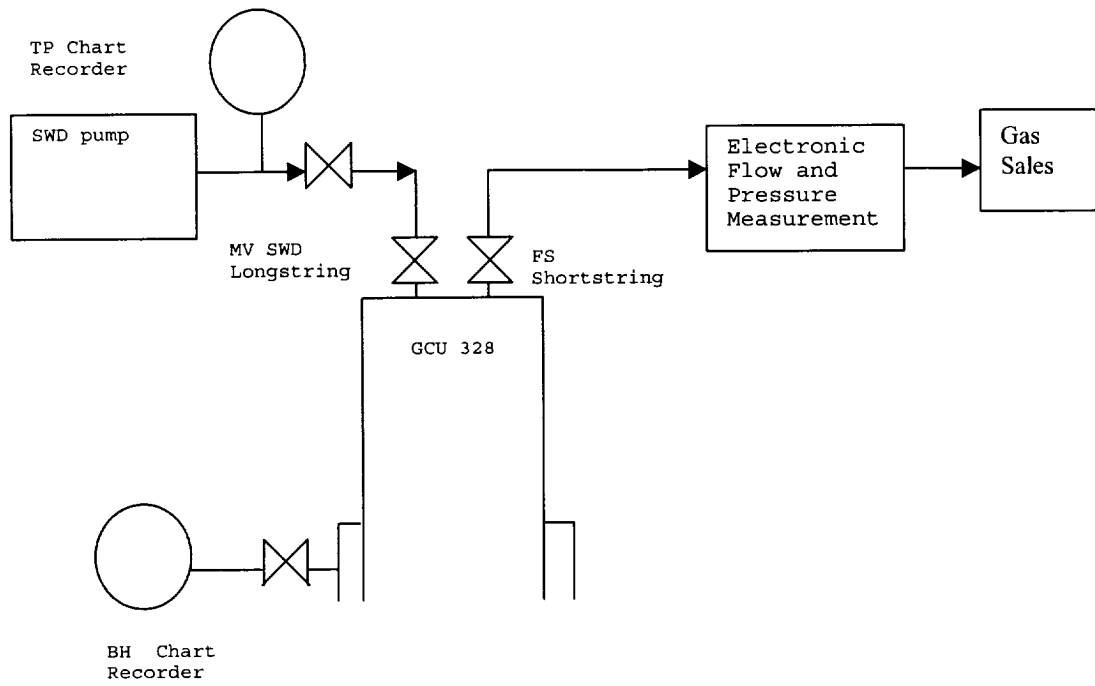 TP Chart
Recorder
SWD pump
Electronic
Flow and
Pressure
Measurement
Gas
Sales
MV SWD
Longstring
FS
Shortstring
GCU 328
BH Chart
Recorder